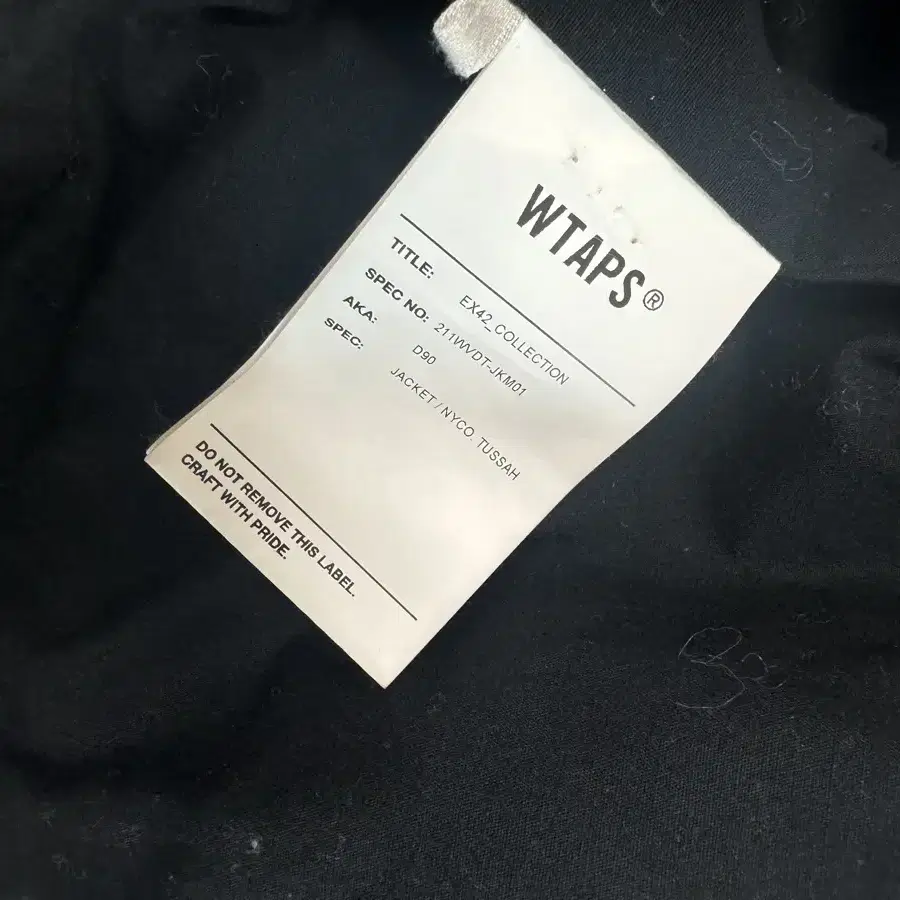 WTAPS®
TITLE: EX42_COLLECTION
SPEC NO: 211WVDT-JKM01
AKA: D90
SPEC: JACKET / NYCO. TUSSAH
DO NOT REMOVE THIS LABEL.
CRAFT WITH PRIDE.